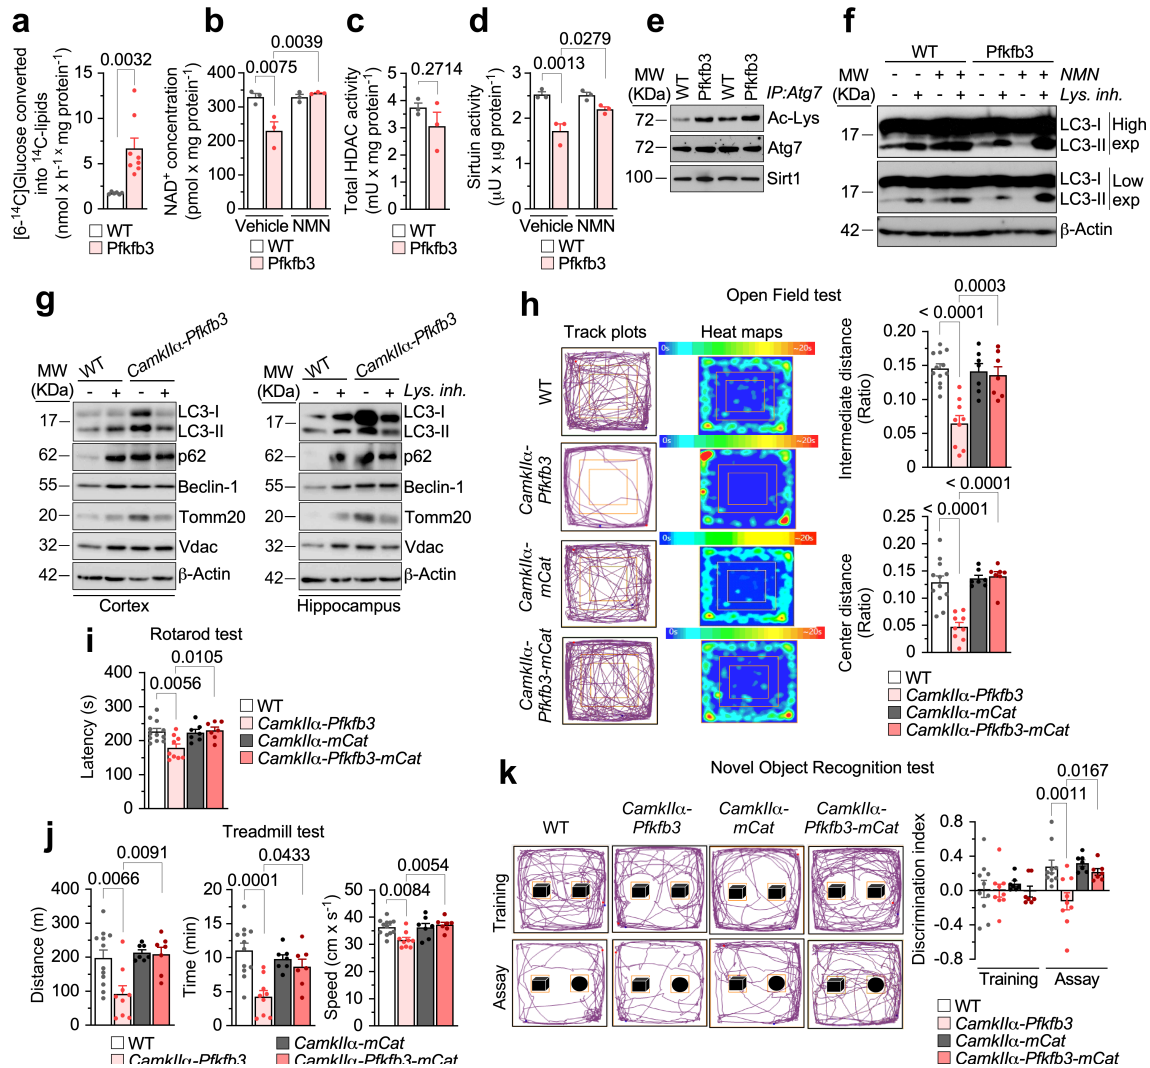 a
[6-¹⁴C]Glucose converted
into ¹⁴C-lipids
(nmol x h⁻¹ x mg protein⁻¹)
0.0032
15
10
5
0
WT
Pfkfb3
b
NAD⁺ concentration
(pmol x mg protein⁻¹)
0.0039
0.0075
400
300
200
100
0
Vehicle NMN
WT
Pfkfb3
c
Total HDAC activity
(mU x mg protein⁻¹)
0.2714
5
4
3
2
1
0
WT
Pfkfb3
d
Sirtuin activity
(μU x μg protein⁻¹)
0.0279
0.0013
3
2
1
0
Vehicle NMN
WT
Pfkfb3
e
MW
(KDa)
WT
Pfkfb3
WT
Pfkfb3
IP:Atg7
72
Ac-Lys
72
Atg7
100
Sirt1
f
WT
Pfkfb3
MW
(KDa)
- - + + - - + + NMN
- + - + - + - + Lys. inh.
17
LC3-I
LC3-II
High
exp
17
LC3-I
LC3-II
Low
exp
42
β-Actin
g
MW
(KDa)
WT
CamkIIα-Pfkfb3
- + - +
17
LC3-I
LC3-II
62
p62
55
Beclin-1
20
Tomm20
32
Vdac
42
β-Actin
Cortex
MW
(KDa)
WT
CamkIIα-Pfkfb3
- + - + Lys. inh.
17
LC3-I
LC3-II
62
p62
55
Beclin-1
20
Tomm20
32
Vdac
42
β-Actin
Hippocampus
h
Open Field test
Track plots
Heat maps
WT
0s
~20s
CamkIIα-
Pfkfb3
0s
~20s
CamkIIα-
mCat
0s
~20s
CamkIIα-
Pfkfb3-mCat
0s
~20s
Intermediate distance
(Ratio)
0.0003
< 0.0001
0.20
0.15
0.10
0.05
0
Center distance
(Ratio)
< 0.0001
< 0.0001
0.25
0.20
0.15
0.10
0.05
0
WT
CamkIIα-Pfkfb3
CamkIIα-mCat
CamkIIα-Pfkfb3-mCat
i
Rotarod test
Latency (s)
0.0105
0.0056
400
300
200
100
0
WT
CamkIIα-Pfkfb3
CamkIIα-mCat
CamkIIα-Pfkfb3-mCat
j
Treadmill test
Distance (m)
0.0091
0.0066
400
300
200
100
0
Time (min)
0.0433
0.0001
20
15
10
5
0
Speed (cm x s⁻¹)
0.0054
0.0084
50
40
30
20
10
0
WT
CamkIIα-Pfkfb3
CamkIIα-mCat
CamkIIα-Pfkfb3-mCat
k
Novel Object Recognition test
WT
CamkIIα-
Pfkfb3
CamkIIα-
mCat
CamkIIα-
Pfkfb3-mCat
Training
Assay
Discrimination index
0.0167
0.0011
0.8
0.4
0.0
-0.4
-0.8
Training Assay
WT
CamkIIα-Pfkfb3
CamkIIα-mCat
CamkIIα-Pfkfb3-mCat